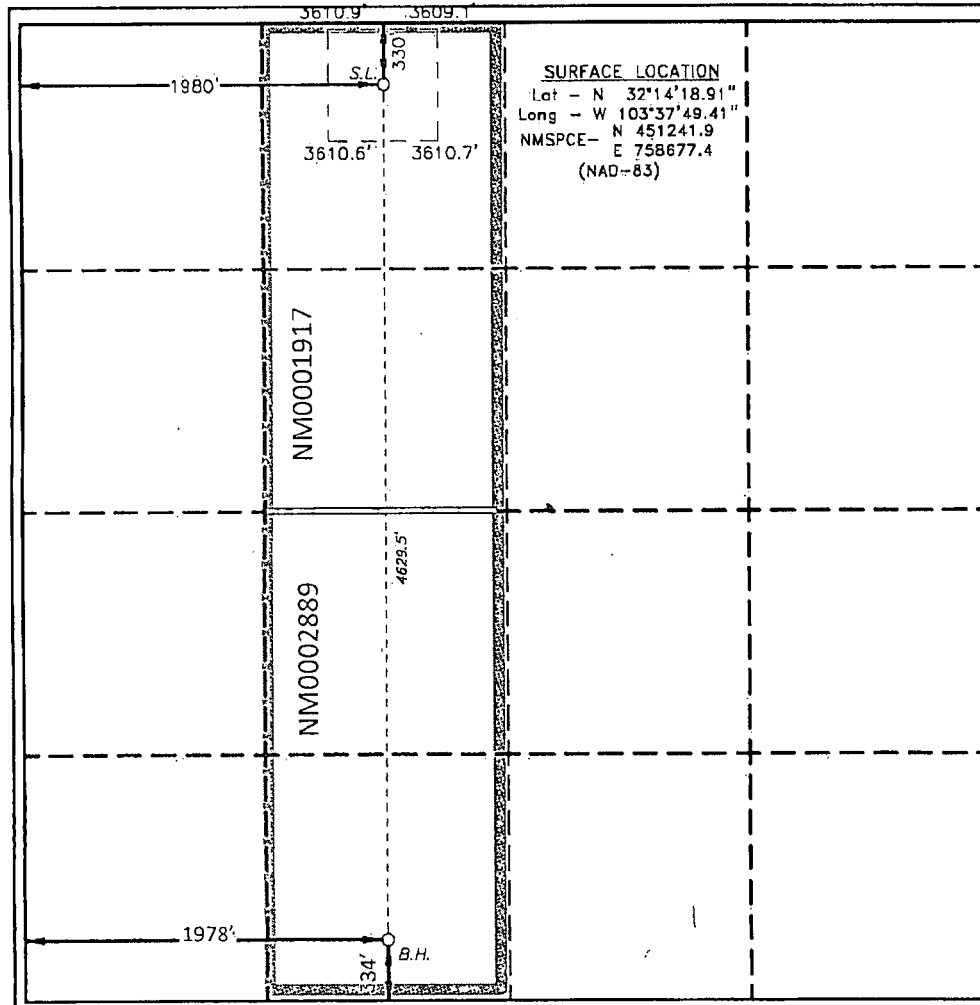 3610.9' 3609.1'
330'
S.L.
1980'
SURFACE LOCATION
Lat - N 32°14'18.91"
Long - W 103°37'49.41"
NMSPCE- N 451241.9
E 758677.4
(NAD-83)
3610.6' 3610.7'
NM0001917
4629.5'
NM0002889
1978'
B.H.
34'